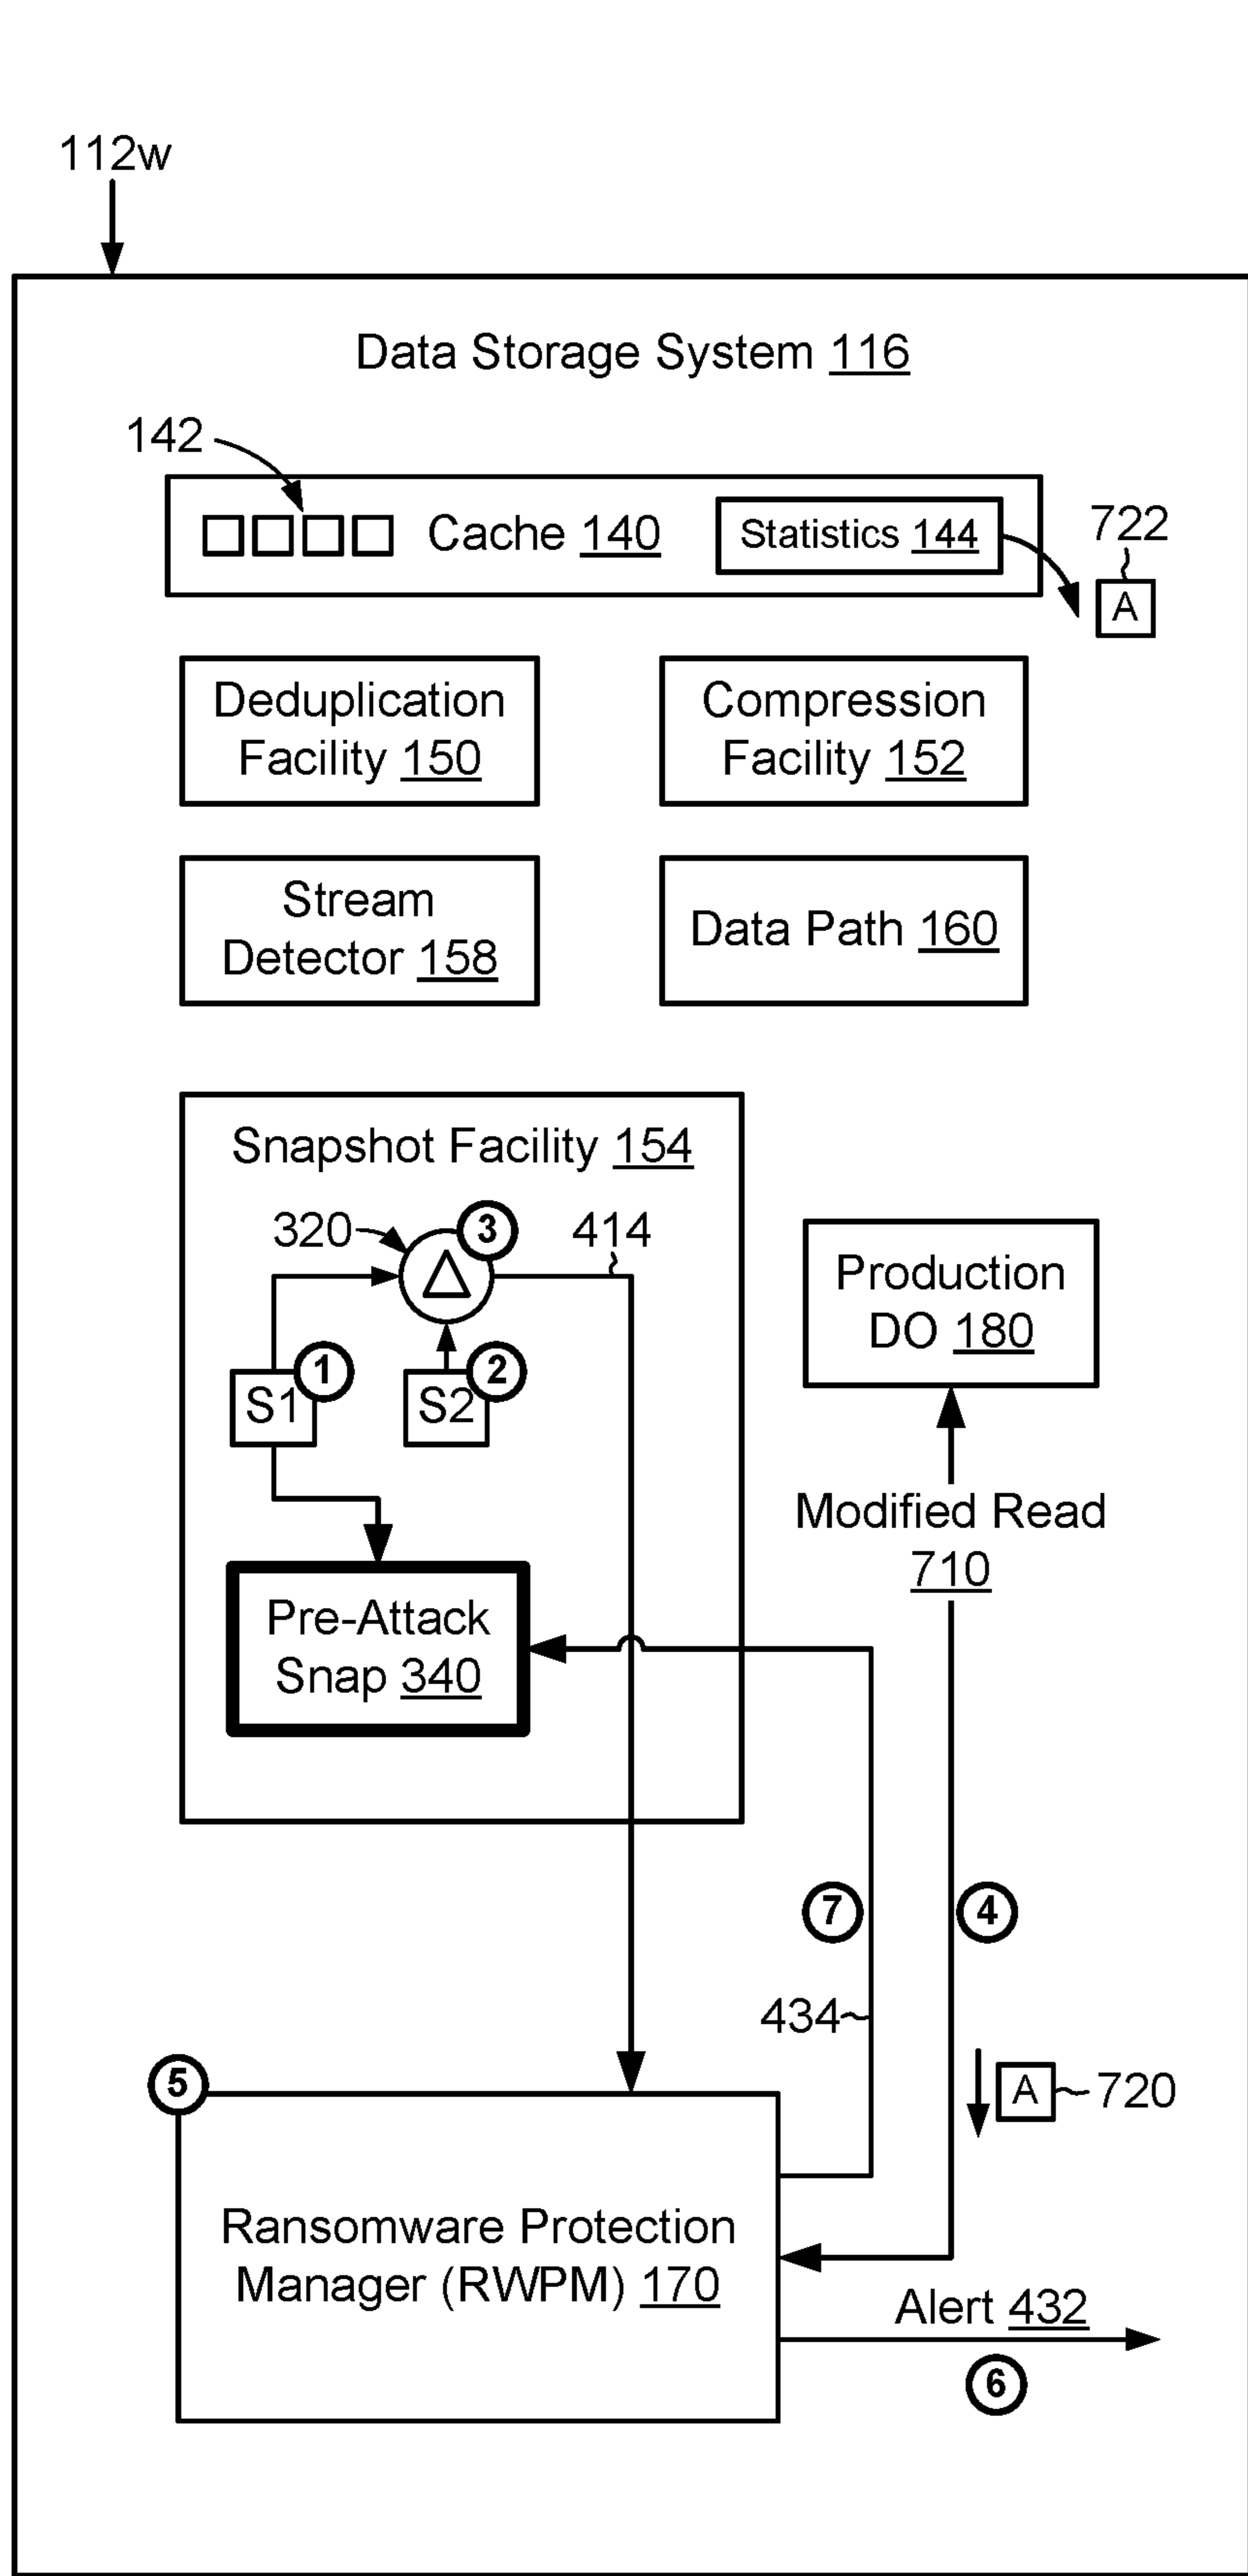 112w
Data Storage System 116
142
Cache 140
Statistics 144
722
A
Deduplication
Facility 150
Compression
Facility 152
Stream
Detector 158
Data Path 160
Snapshot Facility 154
320
3
414
1
S1
2
S2
Production
DO 180
Modified Read
710
Pre-Attack
Snap 340
7
4
434
5
A
720
Ransomware Protection
Manager (RWPM) 170
Alert 432
6